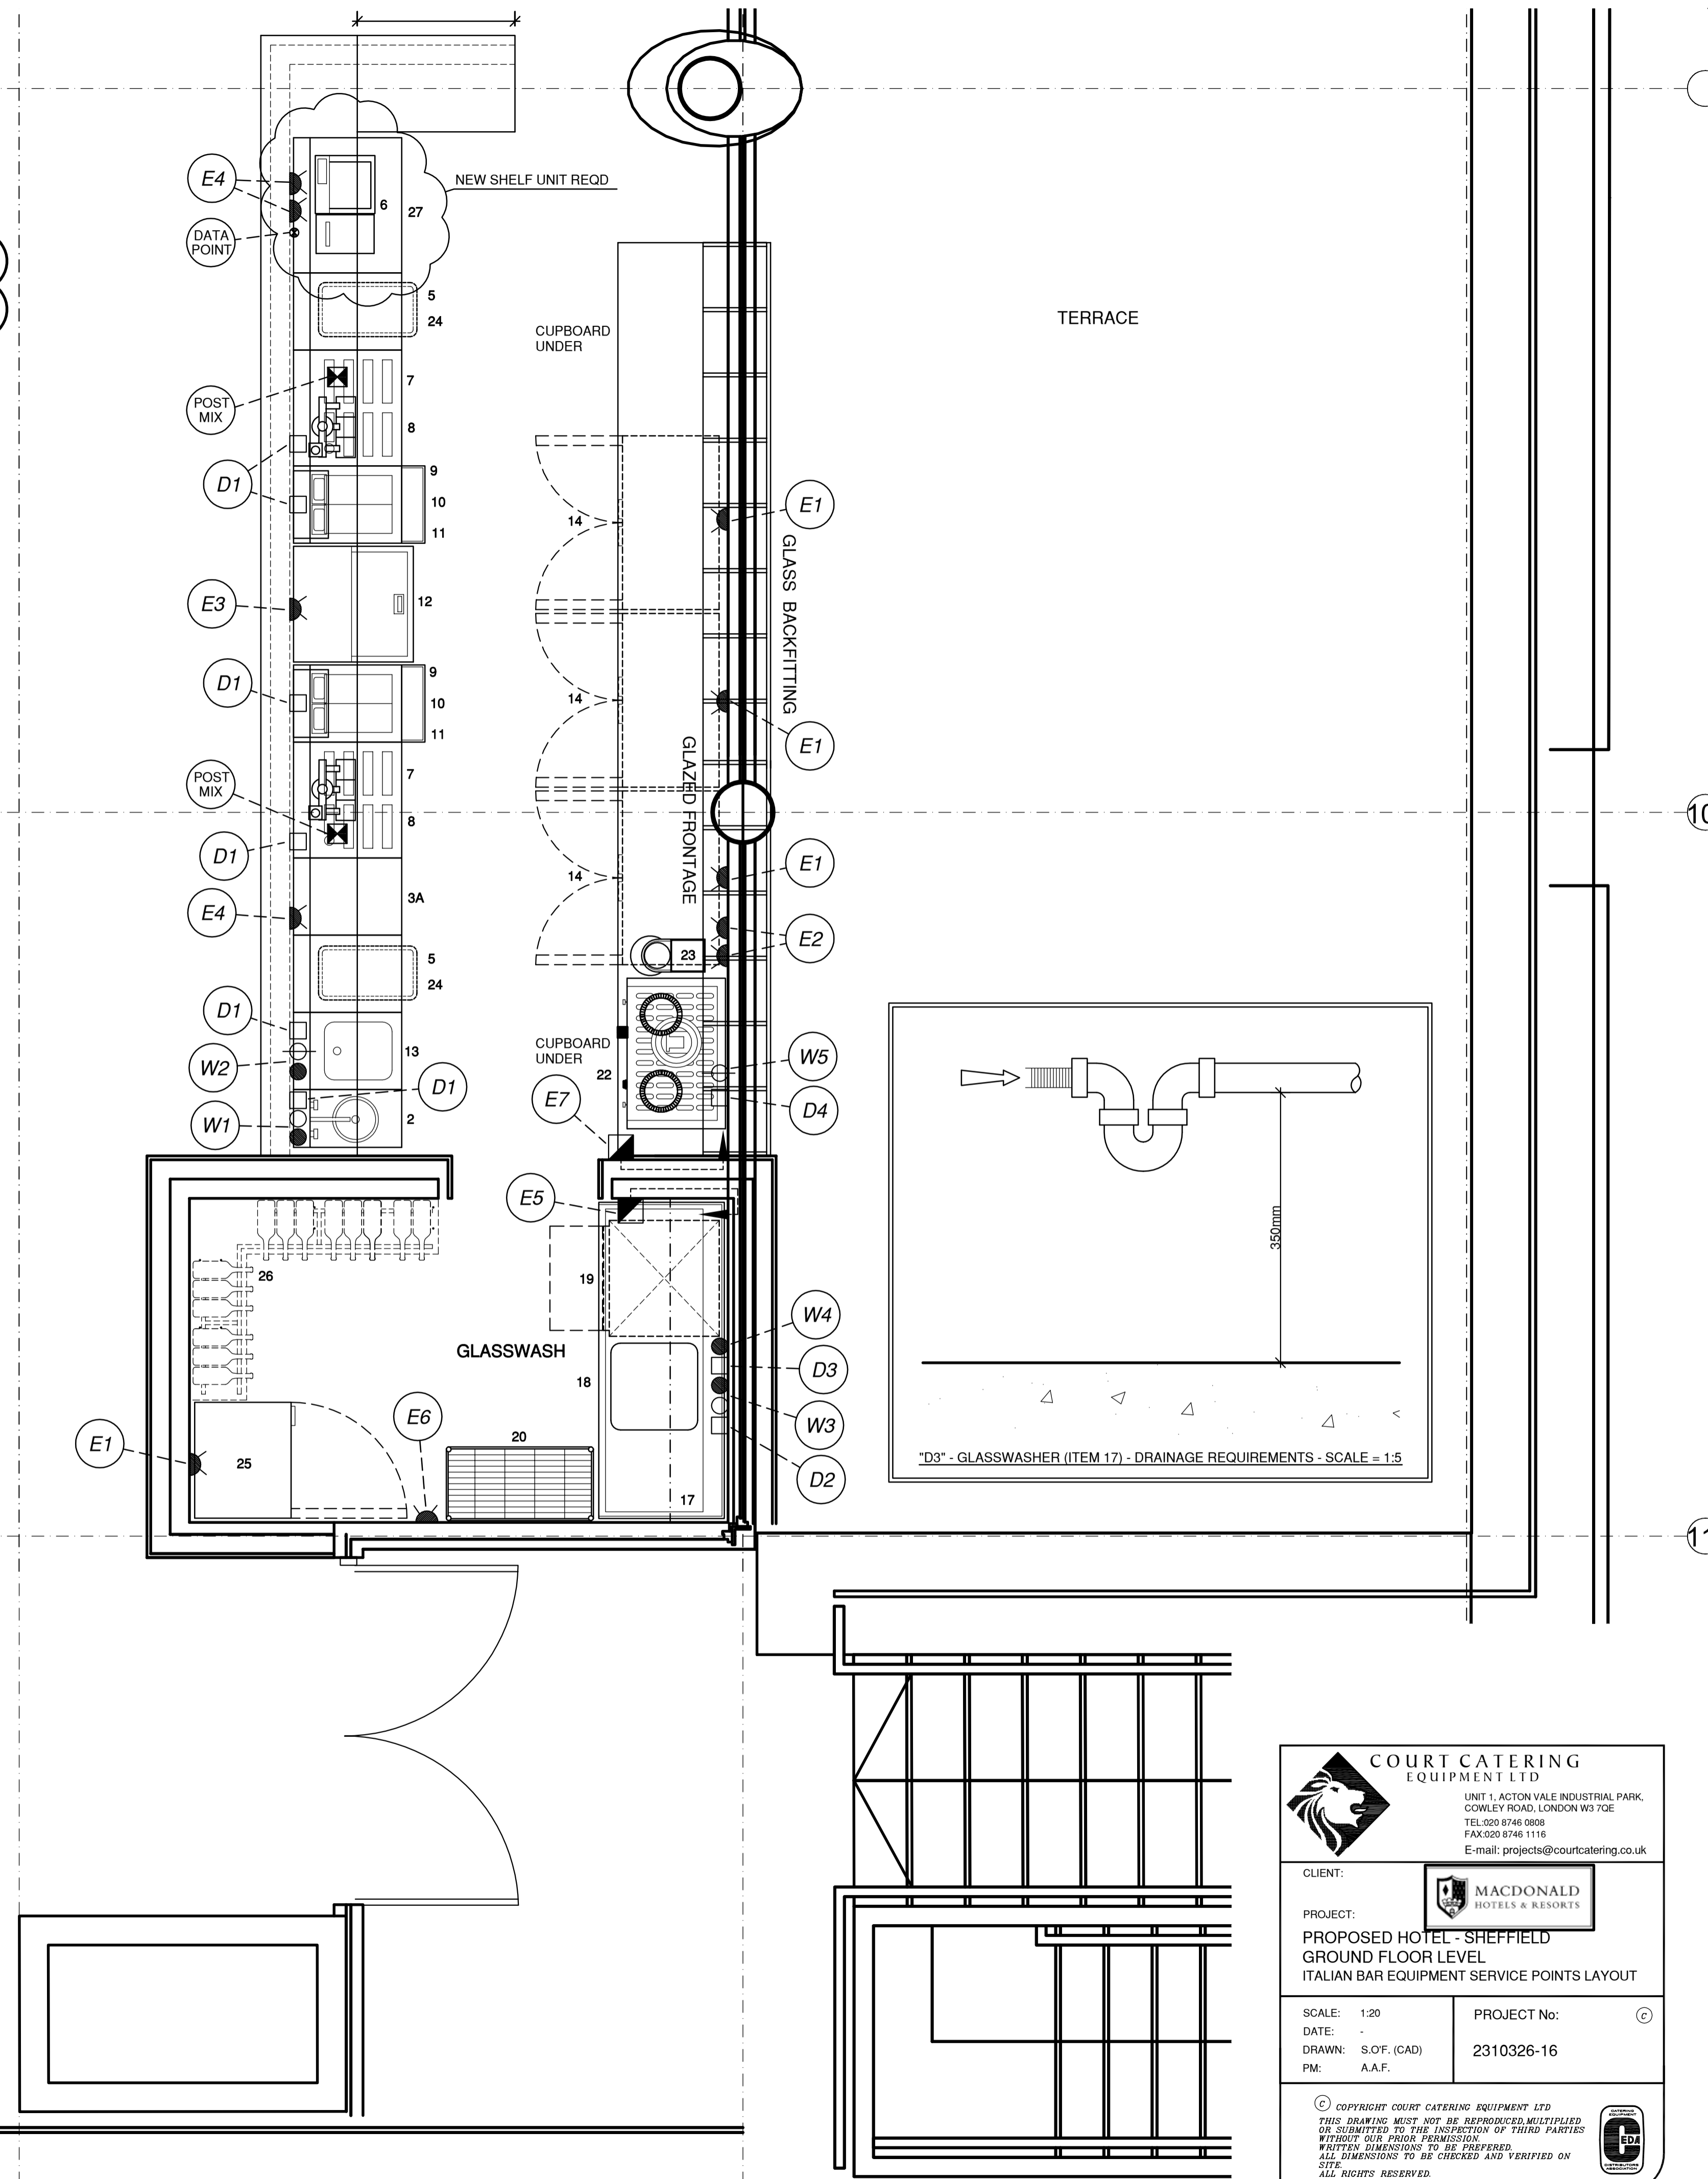 E4
NEW SHELF UNIT REQD
6
27
DATA
POINT
5
24
TERRACE
CUPBOARD
UNDER
7
POST
MIX
8
D1
9
10
11
14
E1
GLASS BACKFITTING
E3
12
D1
9
10
11
14
E1
GLAZED FRONTAGE
POST
MIX
7
8
10
D1
14
E1
3A
E4
E2
23
5
24
D1
13
W2
CUPBOARD
UNDER
22
W5
D1
E7
D4
W1
2
E5
350mm
26
19
W4
GLASSWASH
D3
18
E6
W3
E1
20
25
D2
17
"D3" - GLASSWASHER (ITEM 17) - DRAINAGE REQUIREMENTS - SCALE = 1:5
11
COURT CATERING
EQUIPMENT LTD
UNIT 1, ACTON VALE INDUSTRIAL PARK,
COWLEY ROAD, LONDON W3 7QE
TEL:020 8746 0808
FAX:020 8746 1116
E-mail: projects@courtcatering.co.uk
CLIENT:
MACDONALD
HOTELS & RESORTS
PROJECT:
PROPOSED HOTEL - SHEFFIELD
GROUND FLOOR LEVEL
ITALIAN BAR EQUIPMENT SERVICE POINTS LAYOUT
SCALE: 1:20
DATE: -
DRAWN: S.O'F. (CAD)
PM: A.A.F.
PROJECT No: C
2310326-16
C COPYRIGHT COURT CATERING EQUIPMENT LTD
THIS DRAWING MUST NOT BE REPRODUCED,MULTIPLIED
OR SUBMITTED TO THE INSPECTION OF THIRD PARTIES
WITHOUT OUR PRIOR PERMISSION.
WRITTEN DIMENSIONS TO BE PREFERED.
ALL DIMENSIONS TO BE CHECKED AND VERIFIED ON
SITE.
ALL RIGHTS RESERVED.
CATERING
EQUIPMENT
CEDA
DISTRIBUTORS
ASSOCIATION